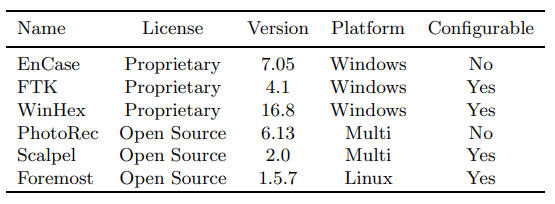 Name License Version Platform Configurable
EnCase Proprietary 7.05 Windows No
FTK Proprietary 4.1 Windows Yes
WinHex Proprietary 16.8 Windows Yes
PhotoRec Open Source 6.13 Multi No
Scalpel Open Source 2.0 Multi Yes
Foremost Open Source 1.5.7 Linux Yes